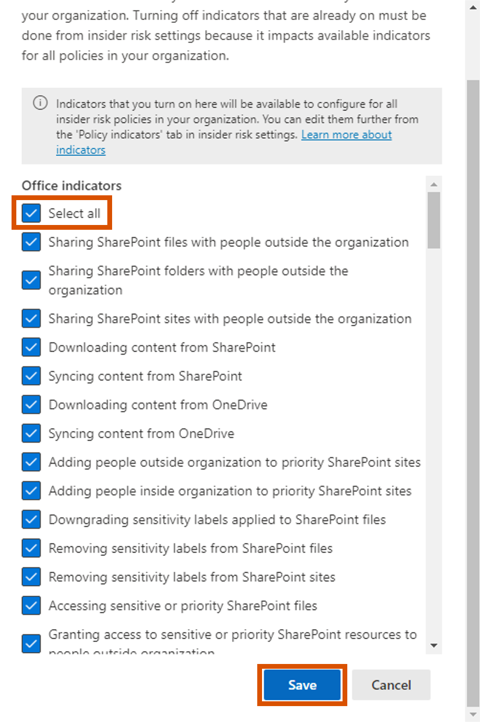 your organization. Turning off indicators that are already on must be
done from insider risk settings because it impacts available indicators
for all policies in your organization.
Indicators that you turn on here will be available to configure for all
insider risk policies in your organization. You can edit them further from
the 'Policy indicators' tab in insider risk settings. Learn more about
indicators
Office indicators
Select all
Sharing SharePoint files with people outside the organization
Sharing SharePoint folders with people outside the
organization
Sharing SharePoint sites with people outside the organization
Downloading content from SharePoint
Syncing content from SharePoint
Downloading content from OneDrive
Syncing content from OneDrive
Adding people outside organization to priority SharePoint sites
Adding people inside organization to priority SharePoint sites
Downgrading sensitivity labels applied to SharePoint files
Removing sensitivity labels from SharePoint files
Removing sensitivity labels from SharePoint sites
Accessing sensitive or priority SharePoint files
Granting access to sensitive or priority SharePoint resources to
people outside organization
Save Cancel